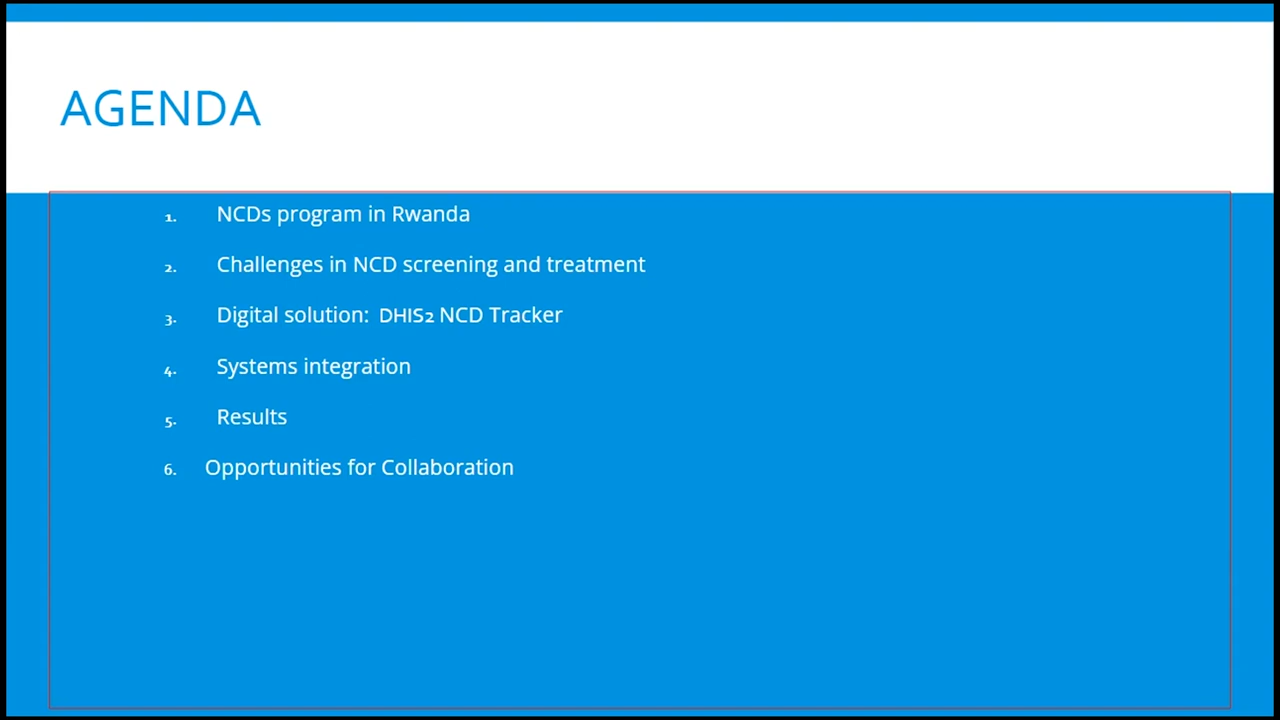 AGENDA
1. NCDs program in Rwanda
2. Challenges in NCD screening and treatment
3. Digital solution: DHIS2 NCD Tracker
4. Systems integration
5. Results
6. Opportunities for Collaboration